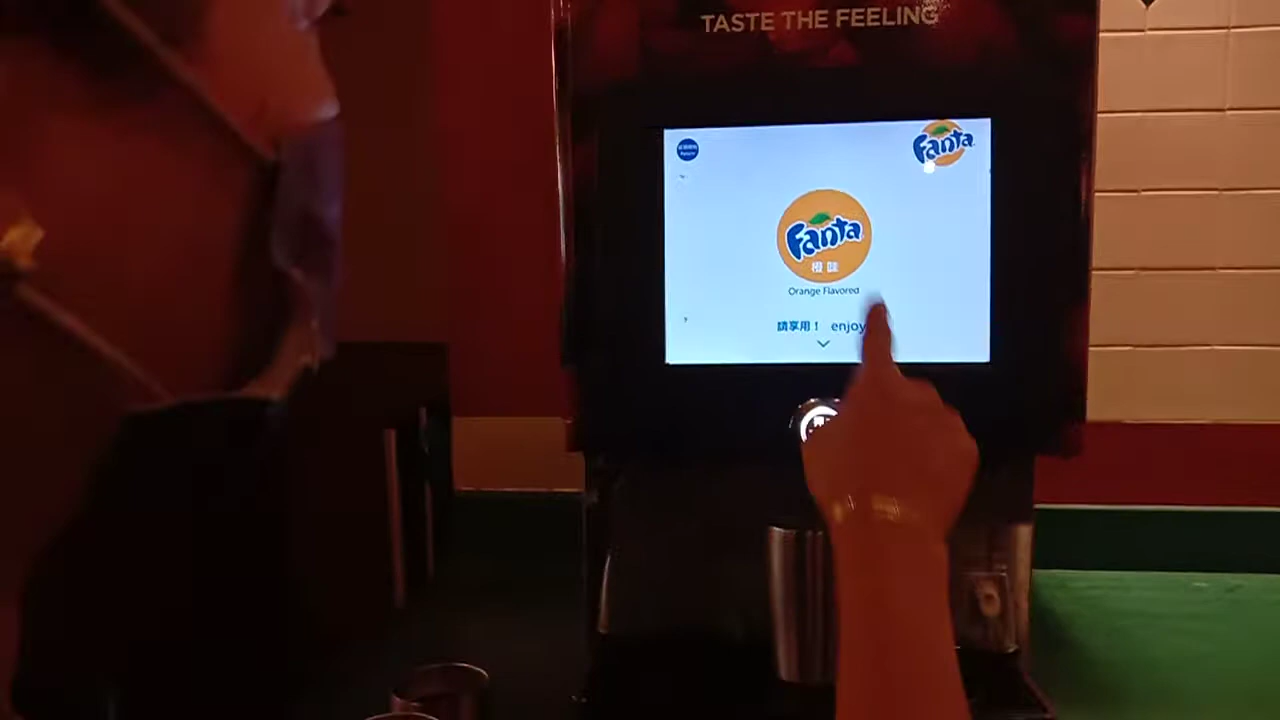 TASTE THE FEELING
Fanta
Fanta
橙味
Orange Flavored
請享用！ enjoy